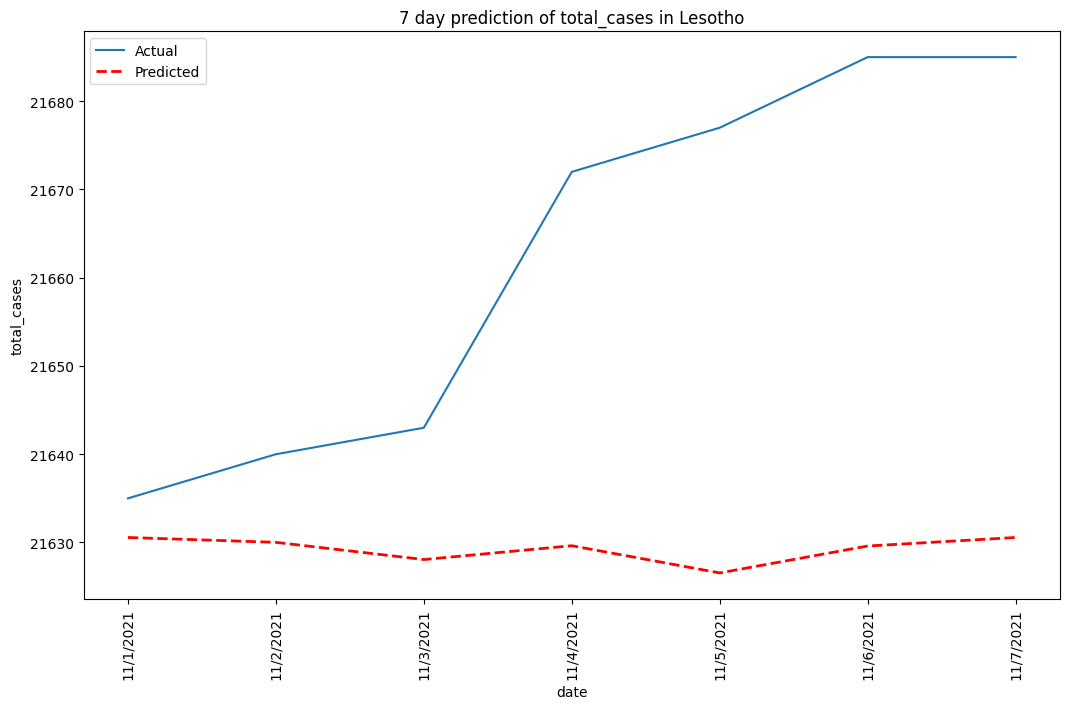 7 day prediction of total_cases in Lesotho
Actual
Predicted
total_cases
21680
21670
21660
21650
21640
21630
11/1/2021
11/2/2021
11/3/2021
11/4/2021
11/5/2021
11/6/2021
11/7/2021
date